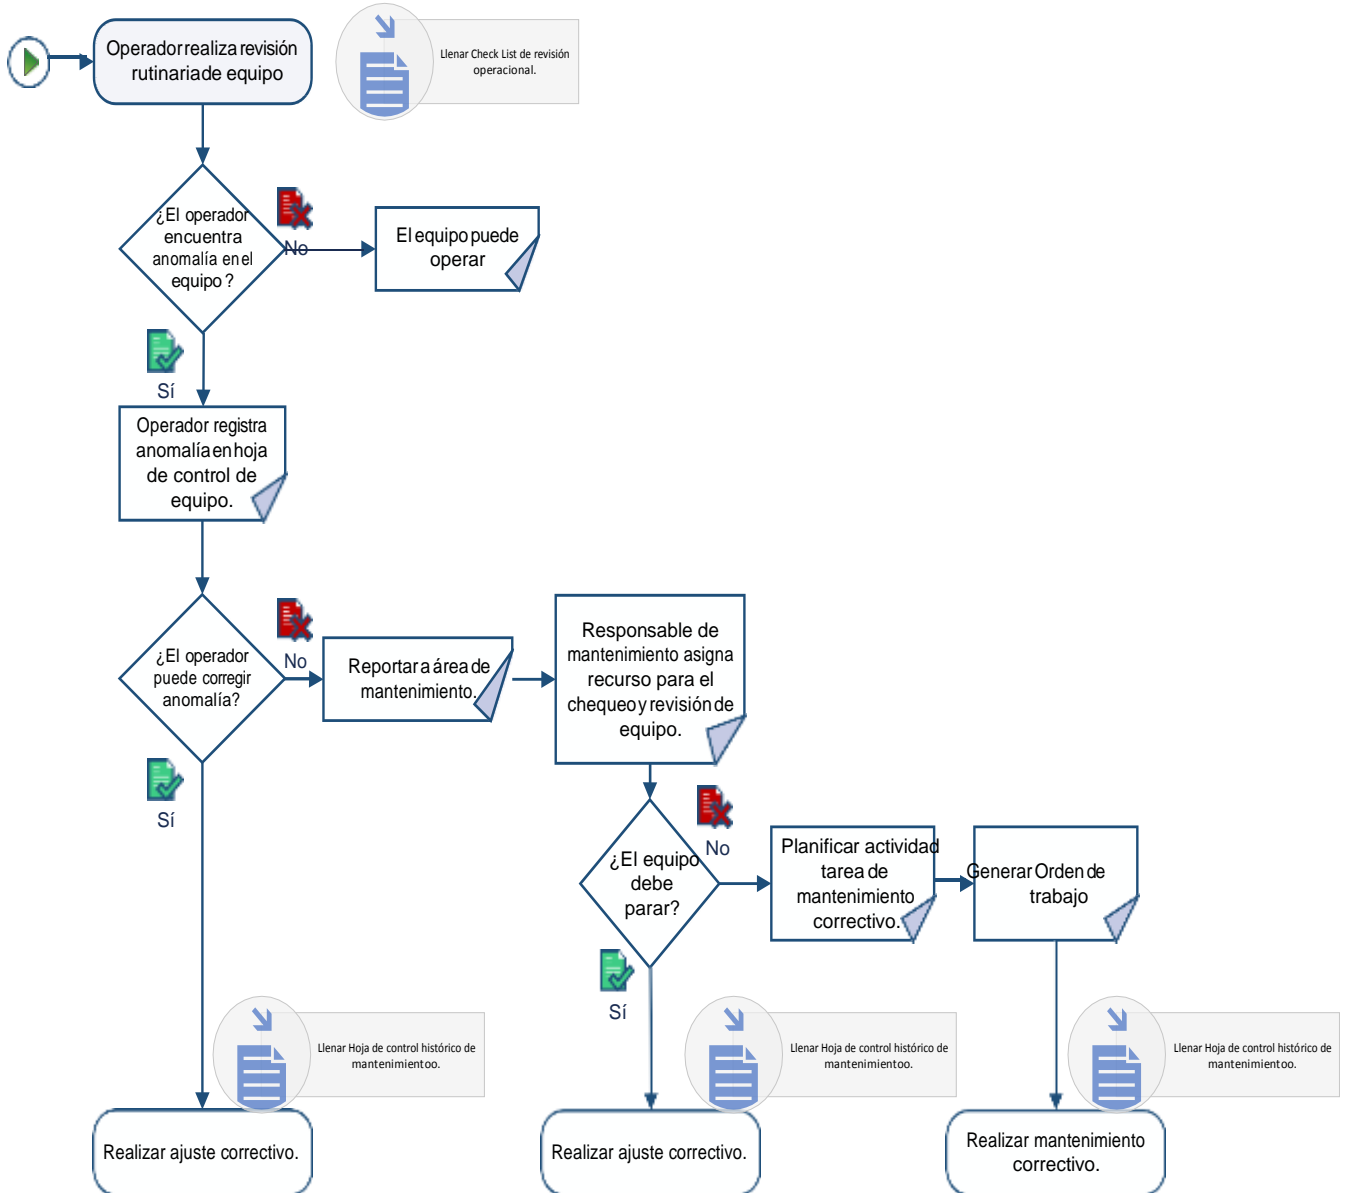 Operador realiza revisión
rutinaria de equipo
Llenar Check List de revisión
operacional.
¿El operador
encuentra
anomalía en el
equipo ?
No
El equipo puede
operar
Sí
Operador registra
anomalía en hoja
de control de
equipo.
¿El operador
puede corregir
anomalía?
No
Reportar a área de
mantenimiento.
Responsable de
mantenimiento asigna
recurso para el
chequeo y revisión de
equipo.
Sí
¿El equipo
debe
parar?
No
Planificar actividad
tarea de
mantenimiento
correctivo.
Generar Orden de
trabajo
Sí
Llenar Hoja de control histórico de
mantenimientoo.
Llenar Hoja de control histórico de
mantenimientoo.
Llenar Hoja de control histórico de
mantenimientoo.
Realizar ajuste correctivo.
Realizar ajuste correctivo.
Realizar mantenimiento
correctivo.